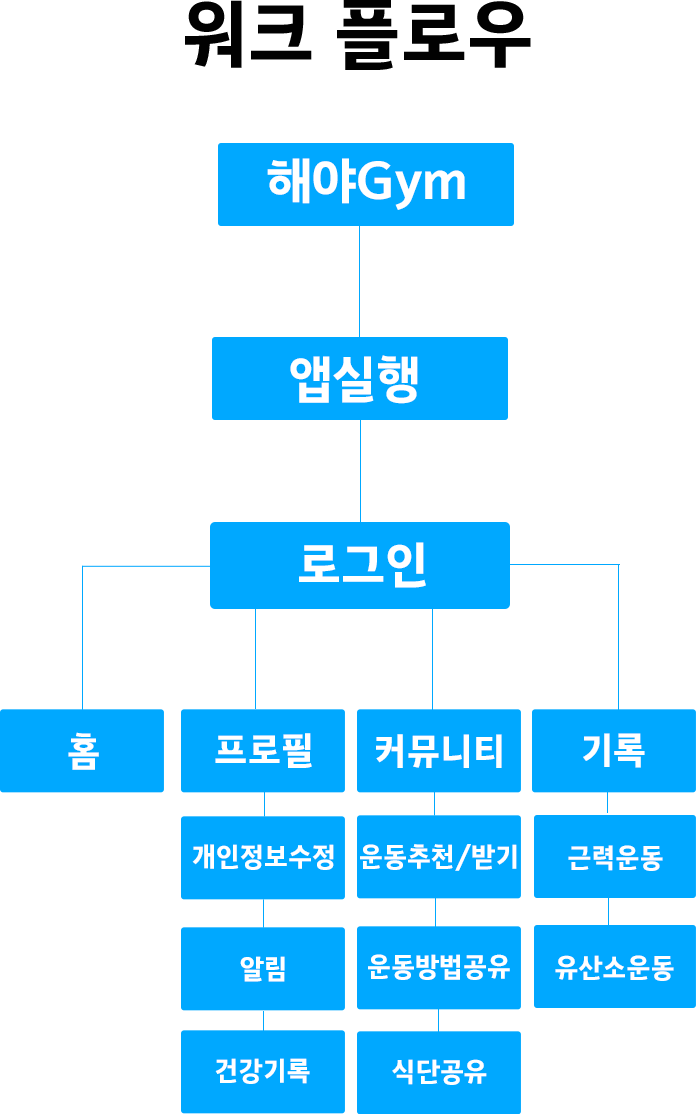 워크 플로우
해야Gym
앱실행
로그인
홈
프로필
커뮤니티
기록
개인정보수정
운동추천/받기
근력운동
알림
운동방법공유
유산소운동
건강기록
식단공유